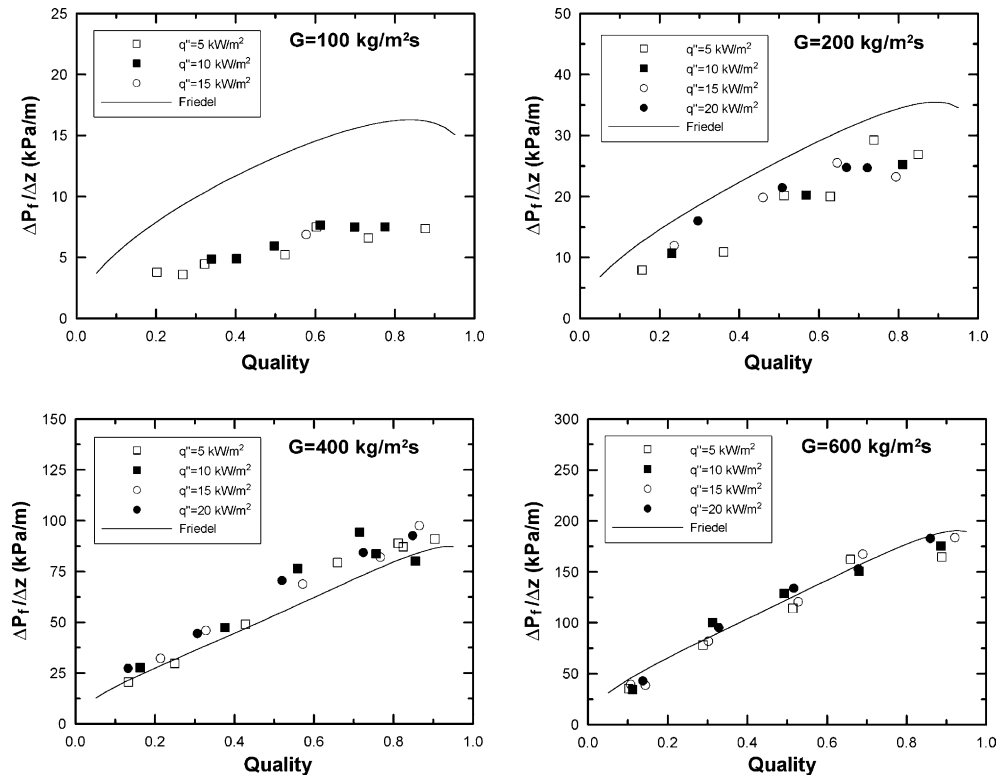 G=100 kg/m²s
q"=5 kW/m²
q"=10 kW/m²
q"=15 kW/m²
Friedel
25
20
15
10
5
0
ΔPf/Δz (kPa/m)
0.0 0.2 0.4 0.6 0.8 1.0
Quality
G=200 kg/m²s
q"=5 kW/m²
q"=10 kW/m²
q"=15 kW/m²
q"=20 kW/m²
Friedel
50
40
30
20
10
0
ΔPf/Δz (kPa/m)
0.0 0.2 0.4 0.6 0.8 1.0
Quality
G=400 kg/m²s
q"=5 kW/m²
q"=10 kW/m²
q"=15 kW/m²
q"=20 kW/m²
Friedel
150
125
100
75
50
25
0
ΔPf/Δz (kPa/m)
0.0 0.2 0.4 0.6 0.8 1.0
Quality
G=600 kg/m²s
q"=5 kW/m²
q"=10 kW/m²
q"=15 kW/m²
q"=20 kW/m²
Friedel
300
250
200
150
100
50
0
ΔPf/Δz (kPa/m)
0.0 0.2 0.4 0.6 0.8 1.0
Quality